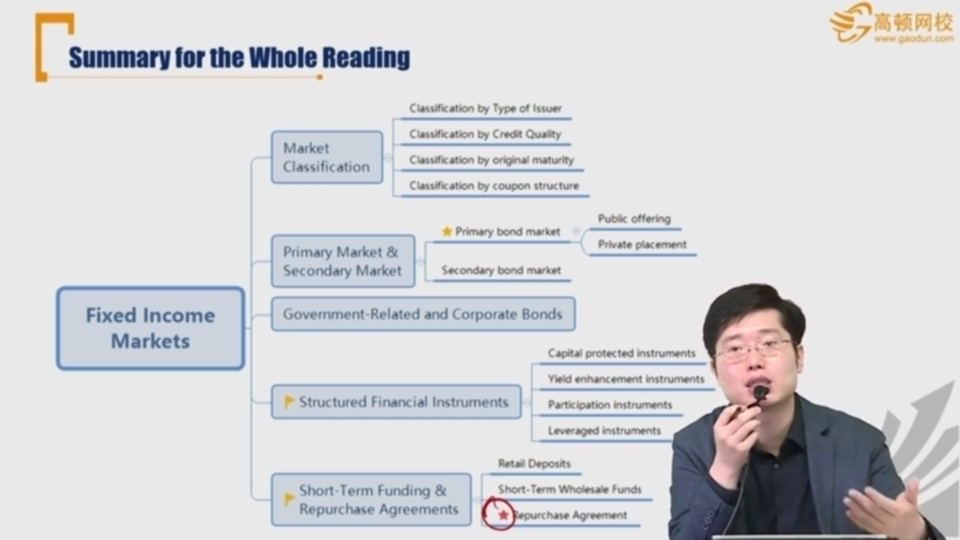 Summary for the Whole Reading
高顿网校
www.gaodun.com
Fixed Income
Markets
Market
Classification
Classification by Type of Issuer
Classification by Credit Quality
Classification by original maturity
Classification by coupon structure
Primary Market &
Secondary Market
Primary bond market
Public offering
Private placement
Secondary bond market
Government-Related and Corporate Bonds
Structured Financial Instruments
Capital protected instruments
Yield enhancement instruments
Participation instruments
Leveraged instruments
Short-Term Funding &
Repurchase Agreements
Retail Deposits
Short-Term Wholesale Funds
Repurchase Agreement